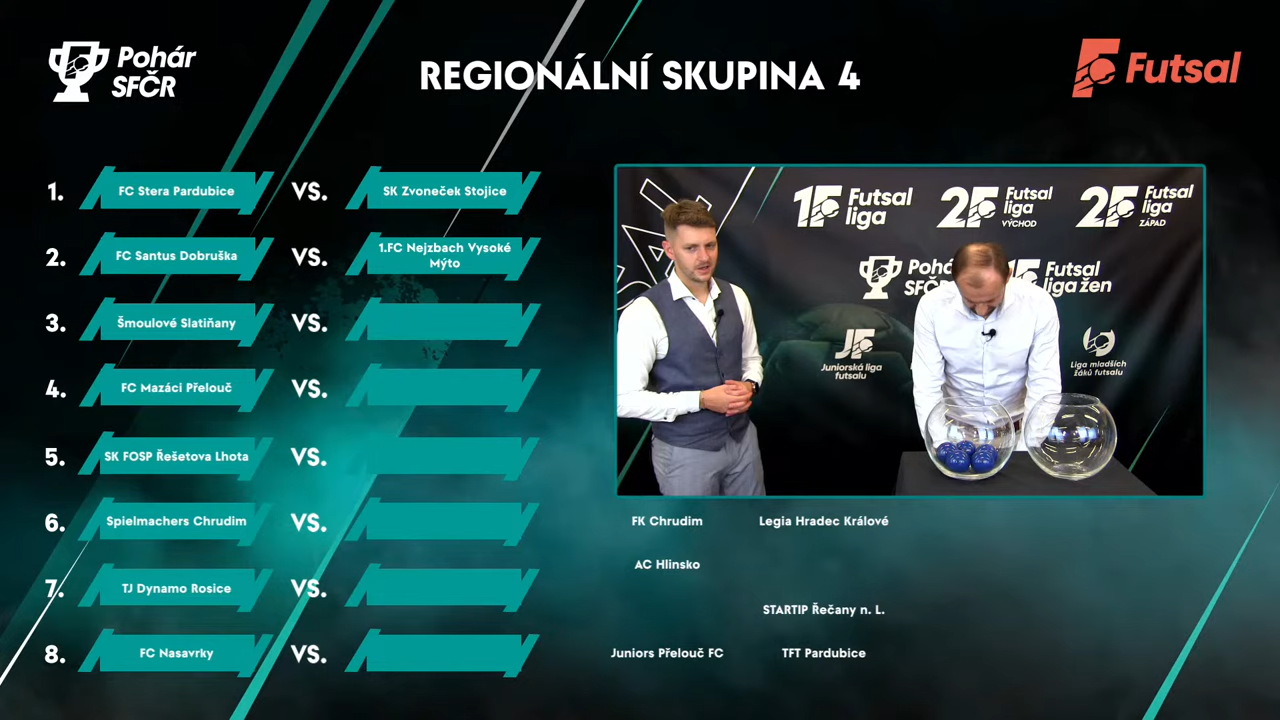 Pohár
SFČR
REGIONÁLNÍ SKUPINA 4
Futsal
1. FC Stera Pardubice VS. SK Zvoneček Stojice
2. FC Santus Dobruška VS. 1.FC Nejzbach Vysoké
Mýto
3. Šmoulové Slatiňany VS.
4. FC Mazáci Přelouč VS.
5. SK FOSP Řešetova Lhota VS.
6. Spielmachers Chrudim VS.
7. TJ Dynamo Rosice VS.
8. FC Nasavrky VS.
1F Futsal
liga
2F Futsal
liga
VÝCHOD
2F Futsal
liga
ZÁPAD
Pohár
SFČR
1F Futsal
liga žen
JF
Juniorská liga
futsalu
Liga mladších
žáků futsalu
FK Chrudim Legia Hradec Králové
AC Hlinsko
STARTIP Řečany n. L.
Juniors Přelouč FC TFT Pardubice